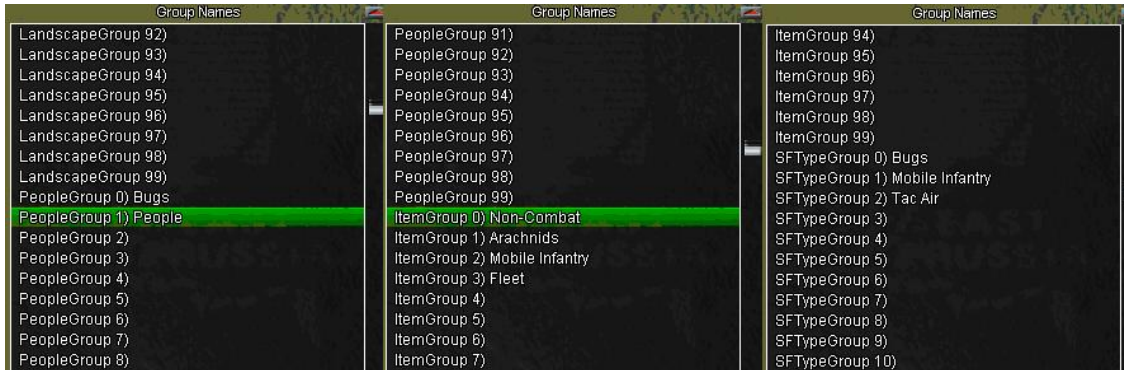 Group Names
LandscapeGroup 92)
LandscapeGroup 93)
LandscapeGroup 94)
LandscapeGroup 95)
LandscapeGroup 96)
LandscapeGroup 97)
LandscapeGroup 98)
LandscapeGroup 99)
PeopleGroup 0) Bugs
PeopleGroup 1) People
PeopleGroup 2)
PeopleGroup 3)
PeopleGroup 4)
PeopleGroup 5)
PeopleGroup 6)
PeopleGroup 7)
PeopleGroup 8)
Group Names
PeopleGroup 91)
PeopleGroup 92)
PeopleGroup 93)
PeopleGroup 94)
PeopleGroup 95)
PeopleGroup 96)
PeopleGroup 97)
PeopleGroup 98)
PeopleGroup 99)
ItemGroup 0) Non-Combat
ItemGroup 1) Arachnids
ItemGroup 2) Mobile Infantry
ItemGroup 3) Fleet
ItemGroup 4)
ItemGroup 5)
ItemGroup 6)
ItemGroup 7)
Group Names
ItemGroup 94)
ItemGroup 95)
ItemGroup 96)
ItemGroup 97)
ItemGroup 98)
ItemGroup 99)
SFTypeGroup 0) Bugs
SFTypeGroup 1) Mobile Infantry
SFTypeGroup 2) Tac Air
SFTypeGroup 3)
SFTypeGroup 4)
SFTypeGroup 5)
SFTypeGroup 6)
SFTypeGroup 7)
SFTypeGroup 8)
SFTypeGroup 9)
SFTypeGroup 10)